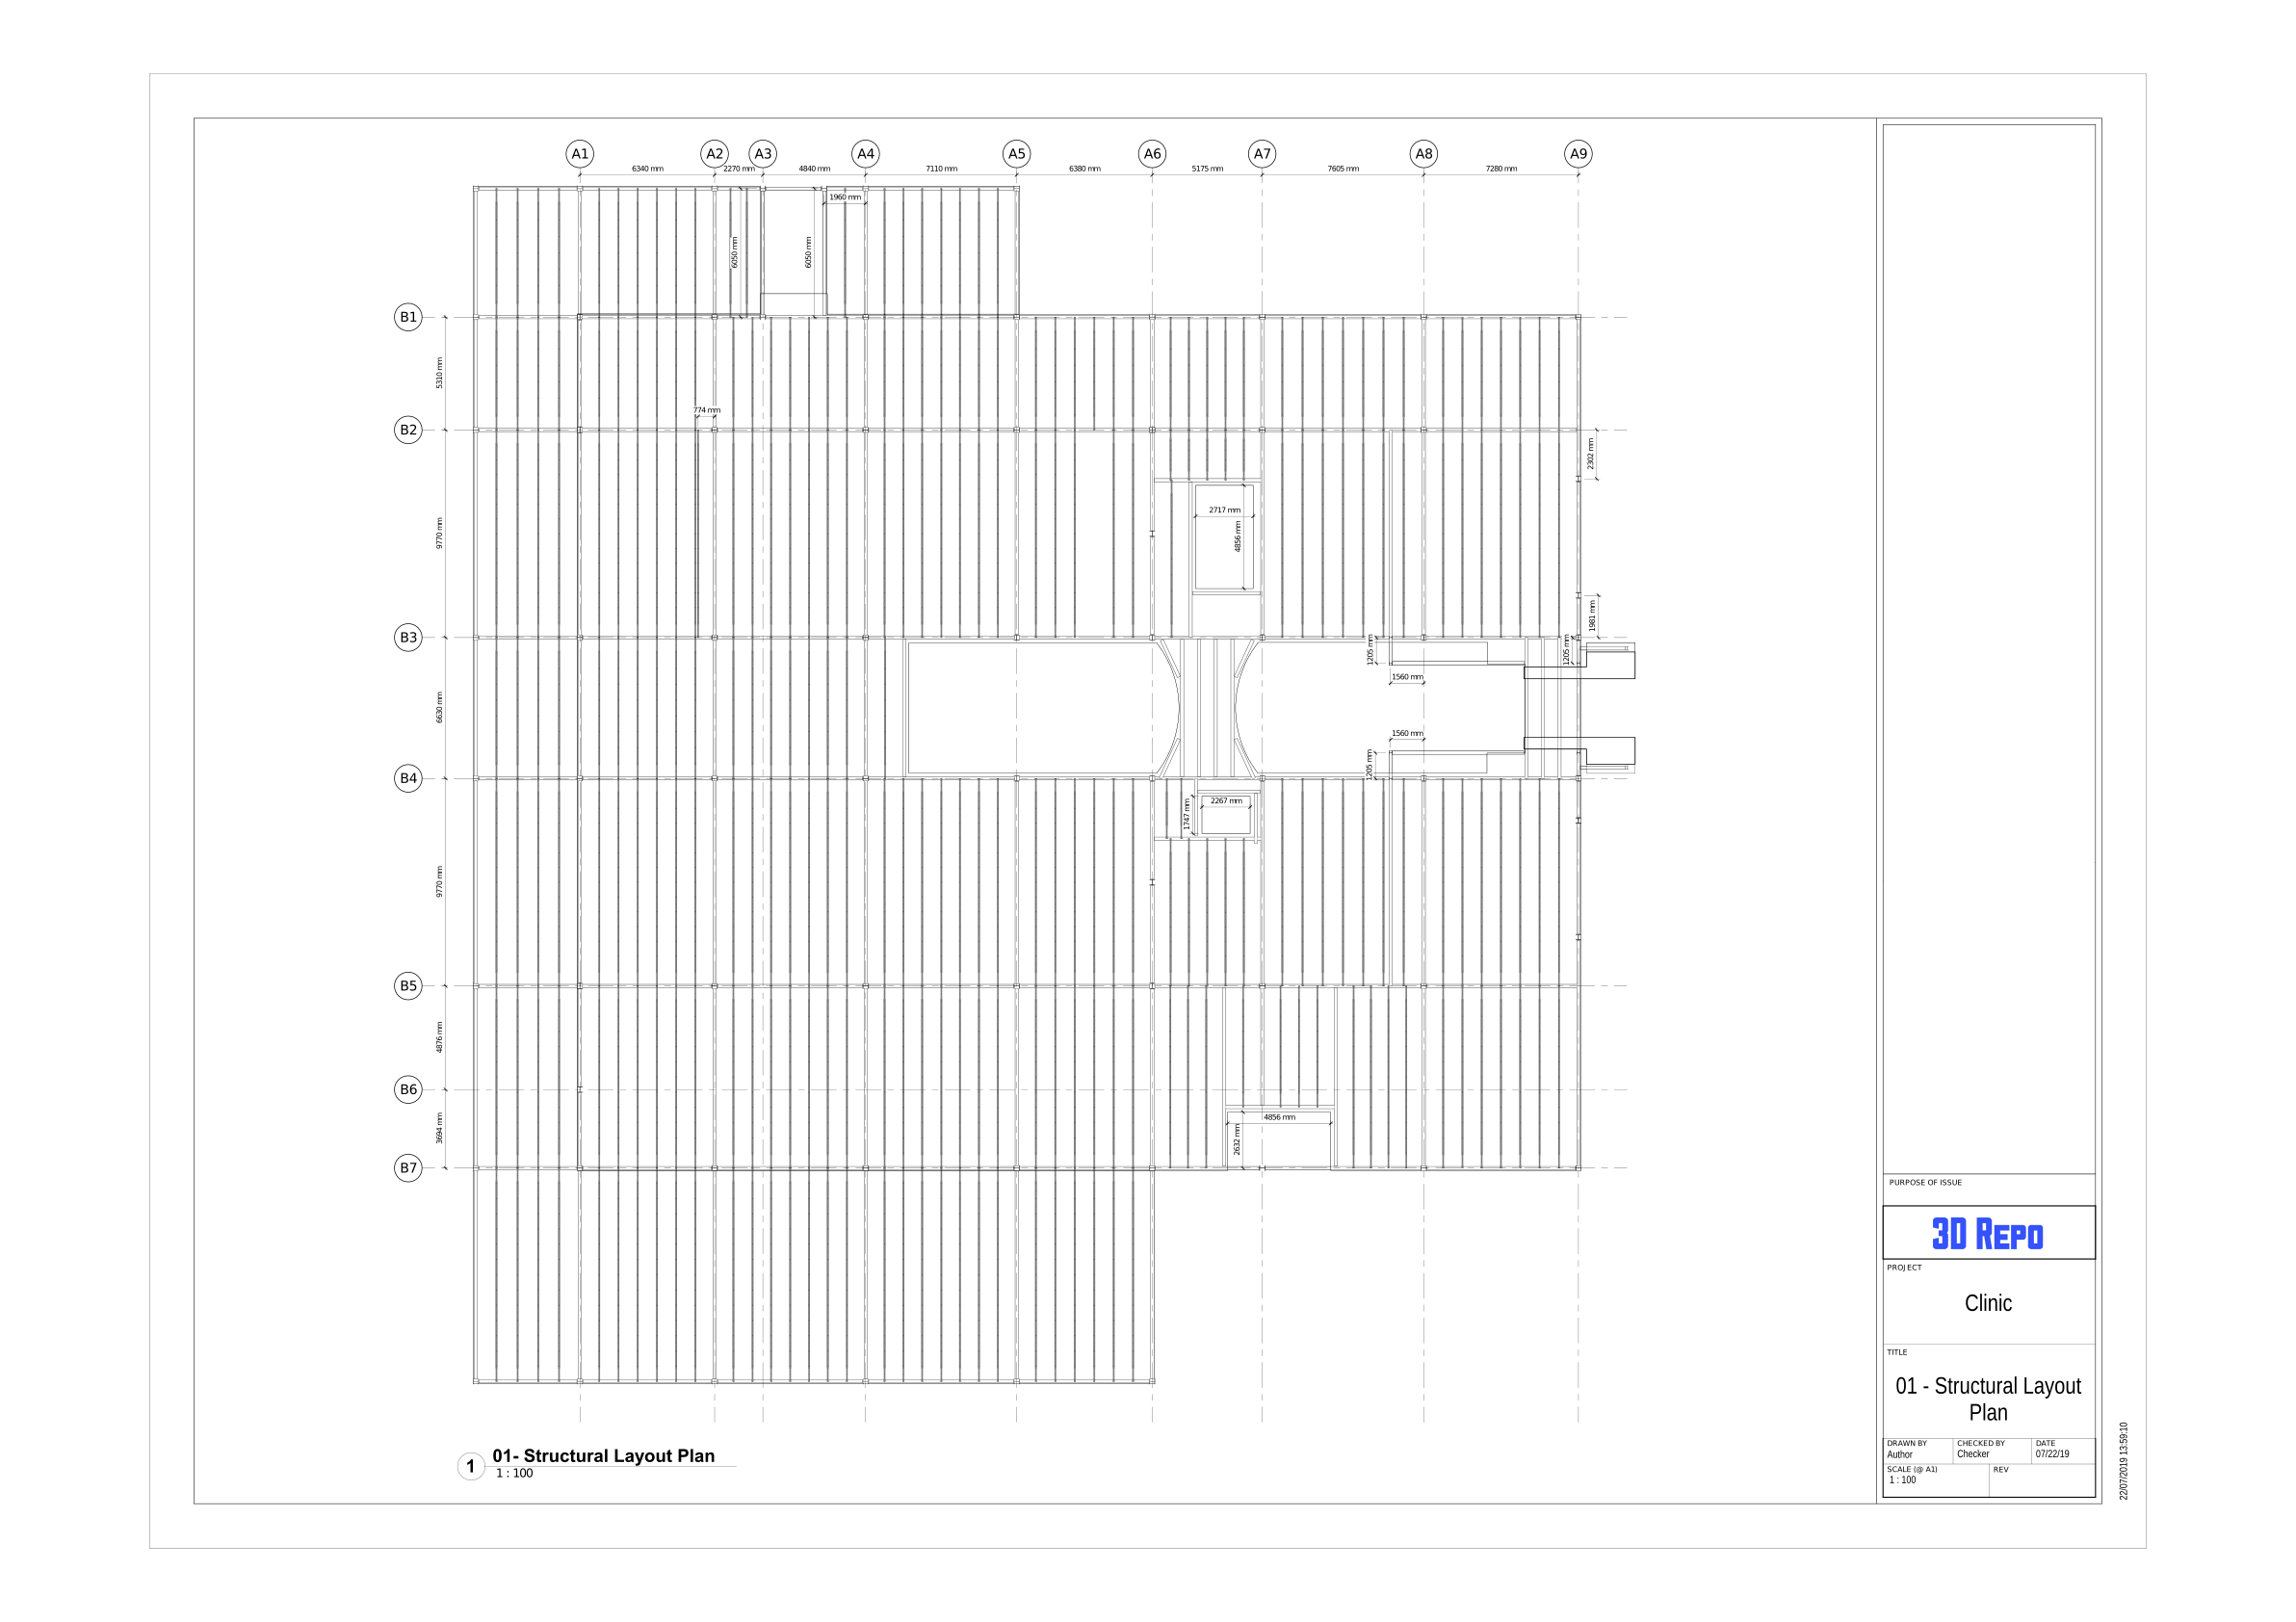 A1 A2 A3 A4 A5 A6 A7 A8 A9
6340 mm 2270 mm 4840 mm 7110 mm 6380 mm 5175 mm 7605 mm 7280 mm
1960 mm
6050 mm 6050 mm
B1
5310 mm
774 mm
B2
2302 mm
9770 mm
2717 mm
4856 mm
1981 mm
B3
1205 mm 1205 mm
1560 mm
6630 mm
1560 mm
1205 mm
B4
2267 mm
1747 mm
9770 mm
B5
4876 mm
B6
4856 mm
3694 mm
2632 mm
B7
1 01- Structural Layout Plan
1 : 100
PURPOSE OF ISSUE
3D REPO
PROJECT
Clinic
TITLE
01 - Structural Layout
Plan
DRAWN BY CHECKED BY DATE
Author Checker 07/22/19
SCALE (@ A1) REV
1 : 100
22/07/2019 13:59:10